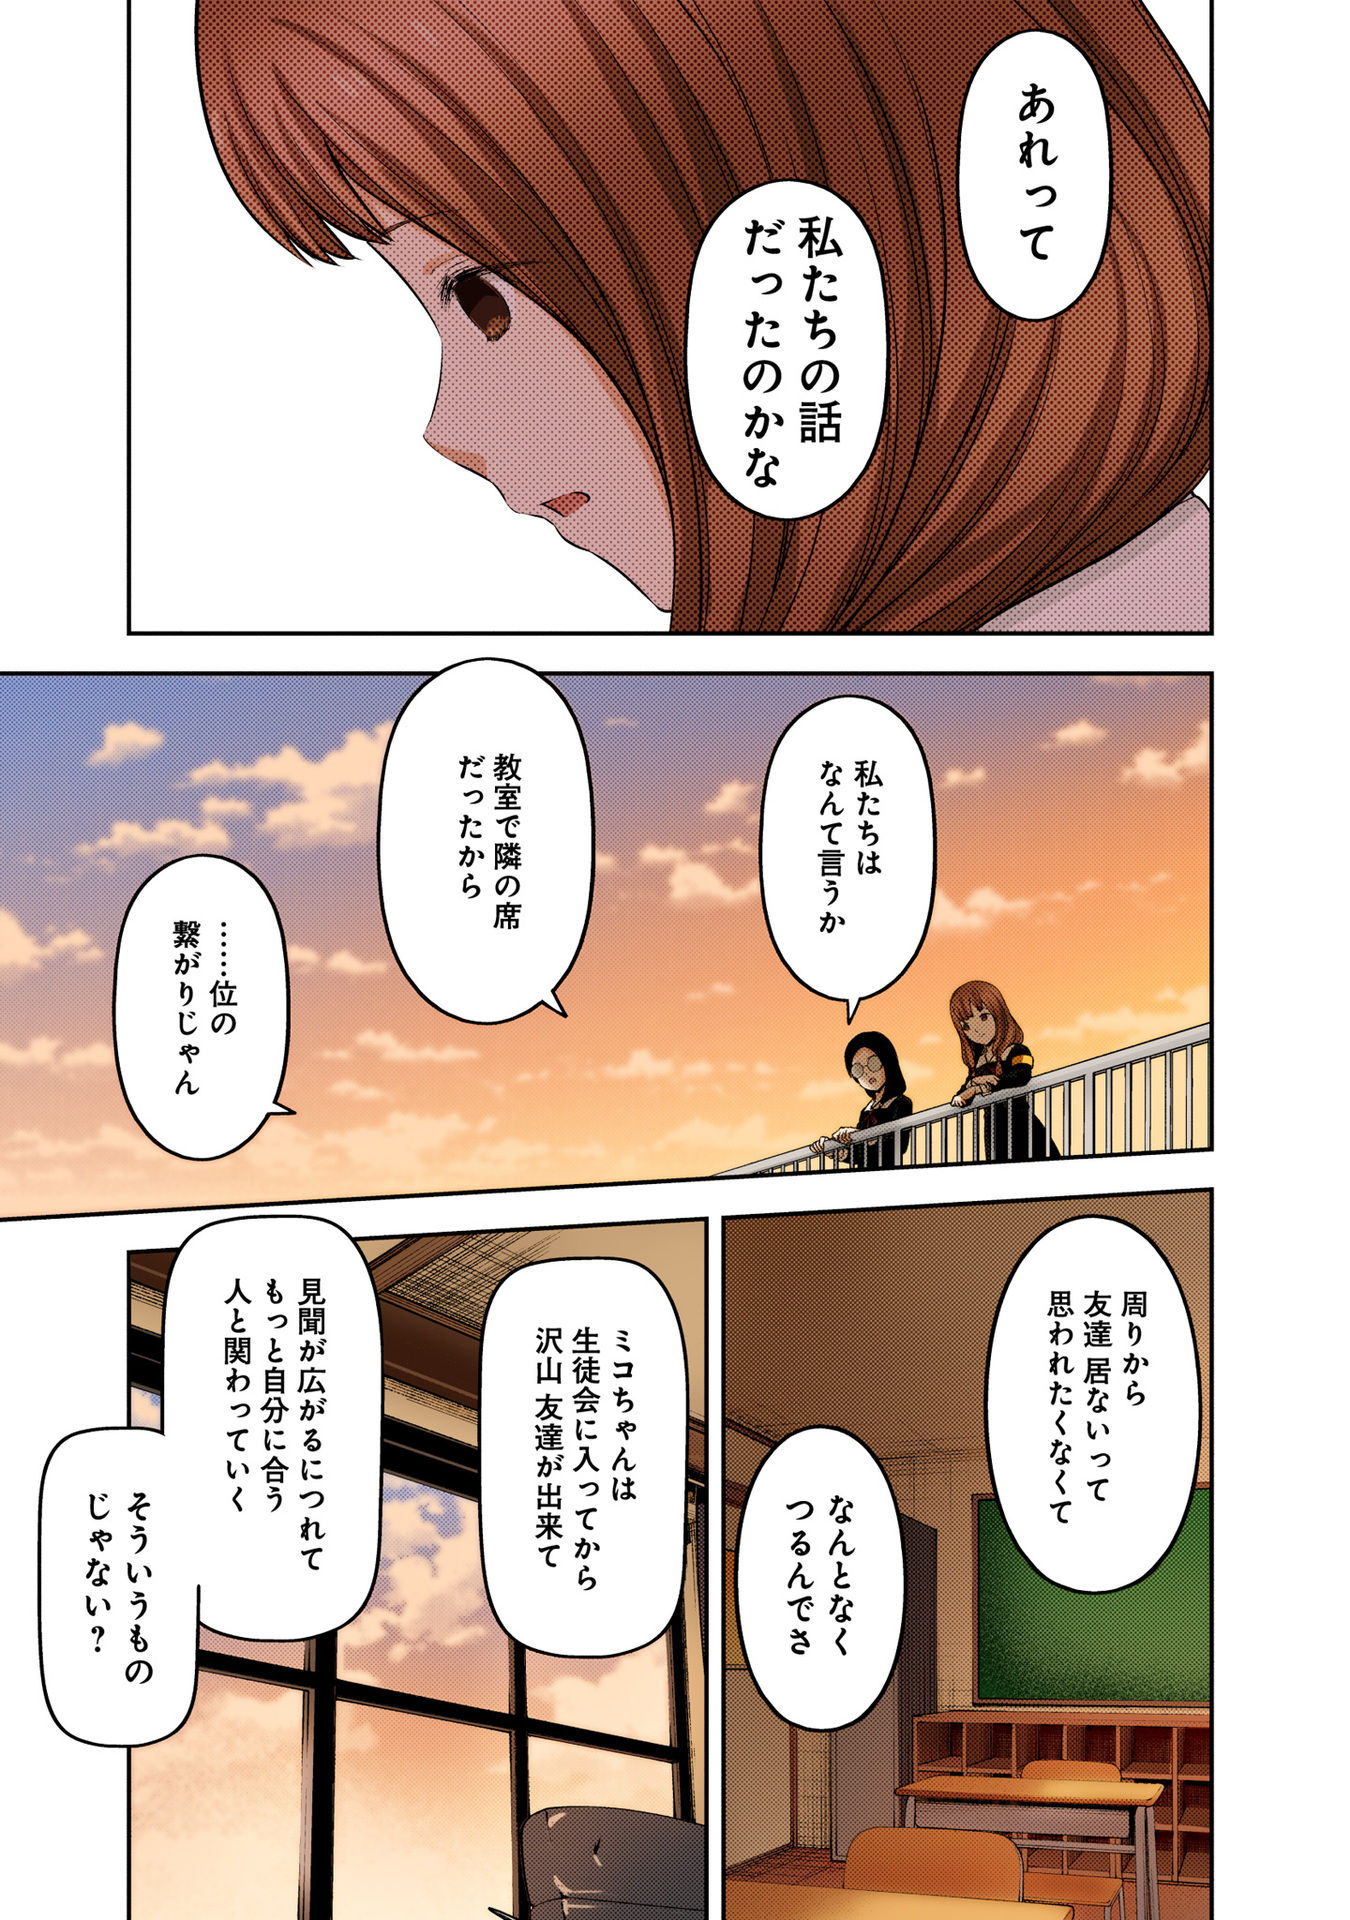 あれって
私たちの話
だったのかな
私たちは
なんて言うか
教室で隣の席
だったから
……位の
繋がりじゃん
周りから
友達居ないって
思われたくなくて
なんとなく
つるんでさ
ミコちゃんは
生徒会に入ってから
沢山友達が出来て
見聞が広がるにつれて
もっと自分に合う
人と関わっていく
そういうもの
じゃない？